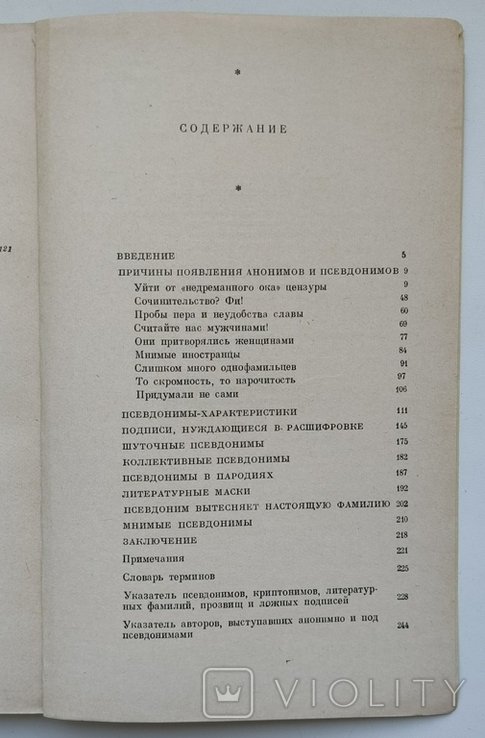 121
*
СОДЕРЖАНИЕ
*
ВВЕДЕНИЕ 5
ПРИЧИНЫ ПОЯВЛЕНИЯ АНОНИМОВ И ПСЕВДОНИМОВ 9
Уйти от «недреманного ока» цензуры 9
Сочинительство? Фи! 48
Пробы пера и неудобства славы 60
Считайте нас мужчинами! 69
Они притворялись женщинами 77
Мнимые иностранцы 84
Слишком много однофамильцев 91
То скромность, то нарочитость 97
Придумали не сами 106
ПСЕВДОНИМЫ-ХАРАКТЕРИСТИКИ 111
ПОДПИСИ, НУЖДАЮЩИЕСЯ В РАСШИФРОВКЕ 145
ШУТОЧНЫЕ ПСЕВДОНИМЫ 175
КОЛЛЕКТИВНЫЕ ПСЕВДОНИМЫ 182
ПСЕВДОНИМЫ В ПАРОДИЯХ 187
ЛИТЕРАТУРНЫЕ МАСКИ 192
ПСЕВДОНИМ ВЫТЕСНЯЕТ НАСТОЯЩУЮ ФАМИЛИЮ 202
МНИМЫЕ ПСЕВДОНИМЫ 210
ЗАКЛЮЧЕНИЕ 218
Примечания 221
Словарь терминов 225
Указатель псевдонимов, криптонимов, литератур-
ных фамилий, прозвищ и ложных подписей 228
Указатель авторов, выступавших анонимно и под
псевдонимами 244
VIOLITY